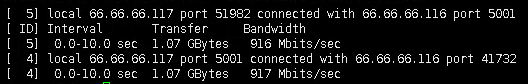 [  5] local 66.66.66.117 port 51982 connected with 66.66.66.116 port 5001
[ ID] Interval       Transfer     Bandwidth
[  5]  0.0-10.0 sec  1.07 GBytes   916 Mbits/sec
[  4] local 66.66.66.117 port 5001 connected with 66.66.66.116 port 41732
[  4]  0.0-10.0 sec  1.07 GBytes   917 Mbits/sec